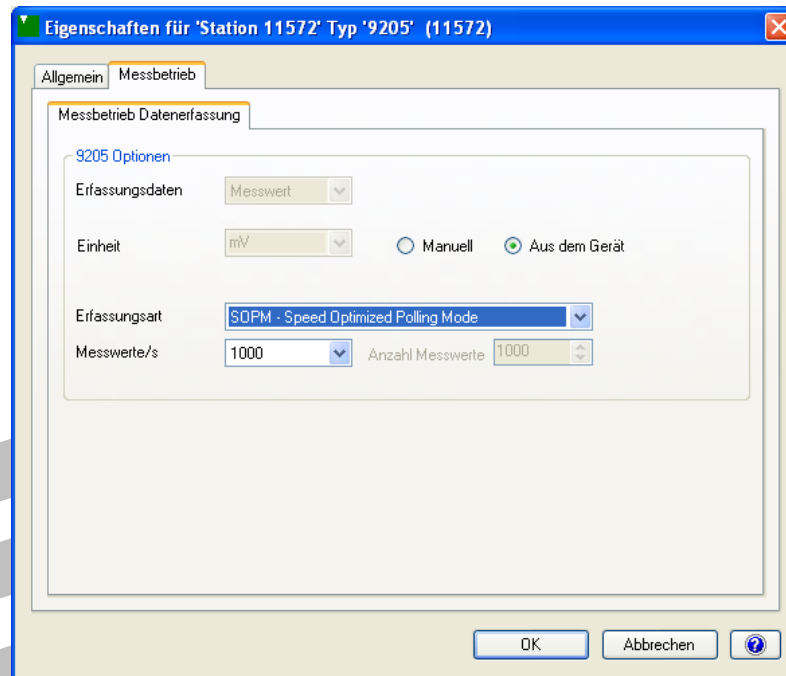 Eigenschaften für 'Station 11572' Typ '9205' (11572)
Allgemein Messbetrieb
Messbetrieb Datenerfassung
9205 Optionen
Erfassungsdaten Messwert
Einheit mV Manuell Aus dem Gerät
Erfassungsart SOPM - Speed Optimized Polling Mode
Messwerte/s 1000 Anzahl Messwerte 1000
OK Abbrechen ?